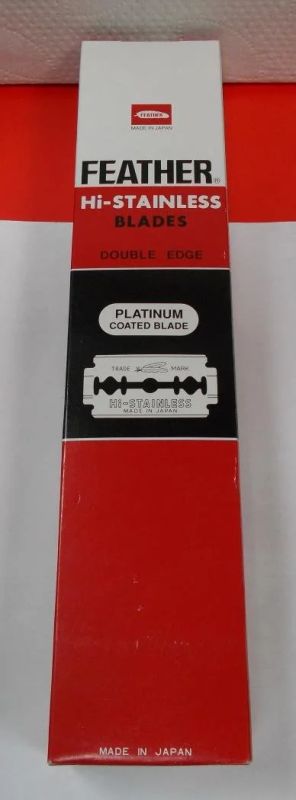 FEATHER
MADE IN JAPAN
FEATHER®
Hi-STAINLESS
BLADES
DOUBLE EDGE
PLATINUM
COATED BLADE
TRADE MARK
Hi-STAINLESS
MADE IN JAPAN
MADE IN JAPAN